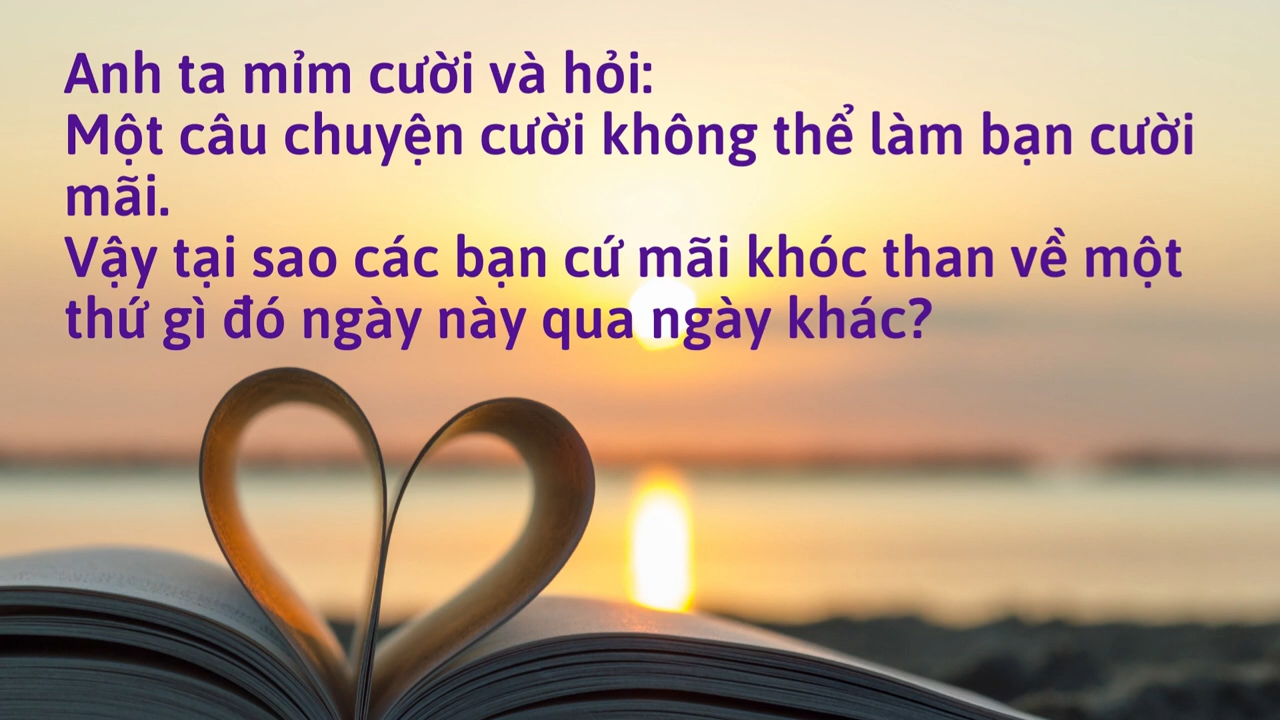 Anh ta mỉm cười và hỏi:
Một câu chuyện cười không thể làm bạn cười
mãi.
Vậy tại sao các bạn cứ mãi khóc than về một
thứ gì đó ngày này qua ngày khác?